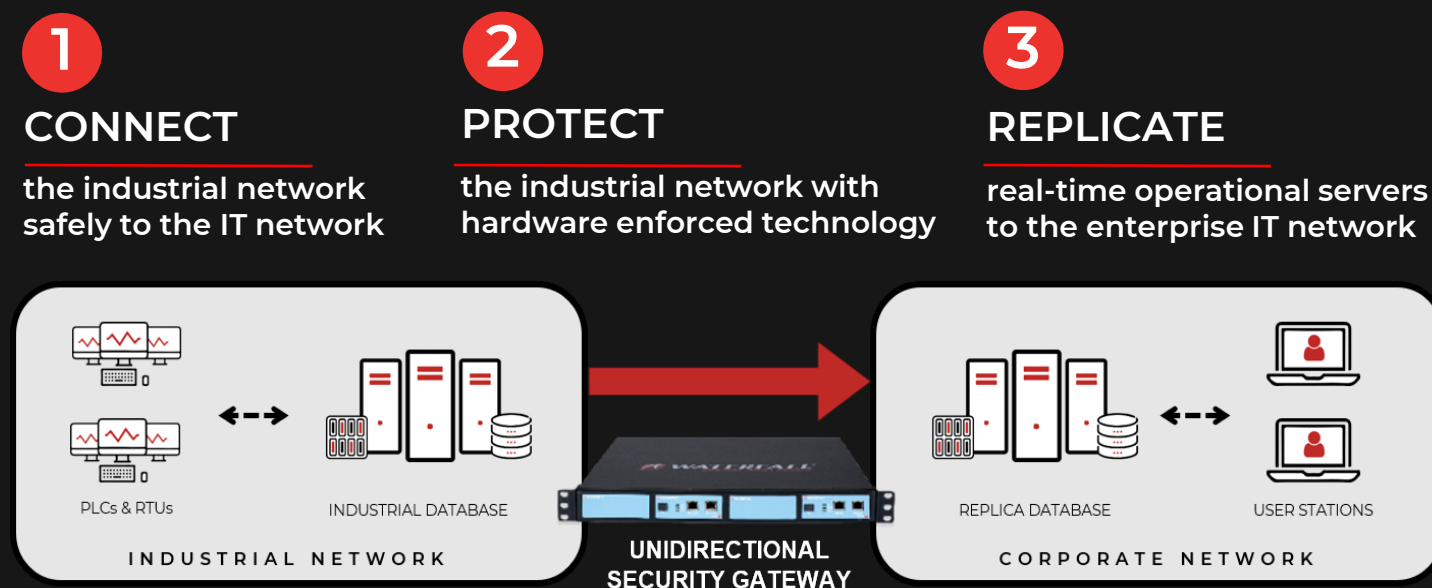 1
CONNECT
the industrial network
safely to the IT network
2
PROTECT
the industrial network with
hardware enforced technology
3
REPLICATE
real-time operational servers
to the enterprise IT network
PLCs & RTUs
INDUSTRIAL DATABASE
INDUSTRIAL NETWORK
WATERFALL
UNIDIRECTIONAL
SECURITY GATEWAY
REPLICA DATABASE
USER STATIONS
CORPORATE NETWORK